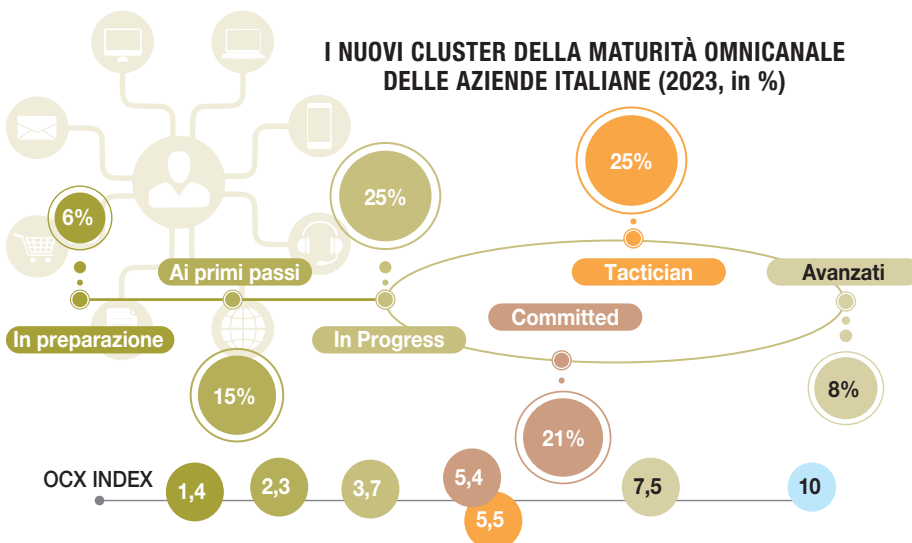 I NUOVI CLUSTER DELLA MATURITÀ OMNICANALE
DELLE AZIENDE ITALIANE (2023, in %)
25%
25%
6%
Ai primi passi
Tactician
Avanzati
Committed
In preparazione
In Progress
15%
8%
21%
OCX INDEX
1,4
2,3
3,7
5,4
5,5
7,5
10